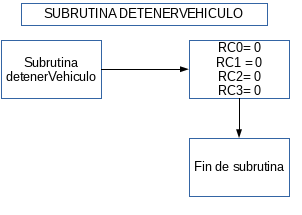 SUBRUTINA DETENERVEHICULO
Subrutina
detenerVehiculo
RC0= 0
RC1 = 0
RC2= 0
RC3= 0
Fin de subrutina